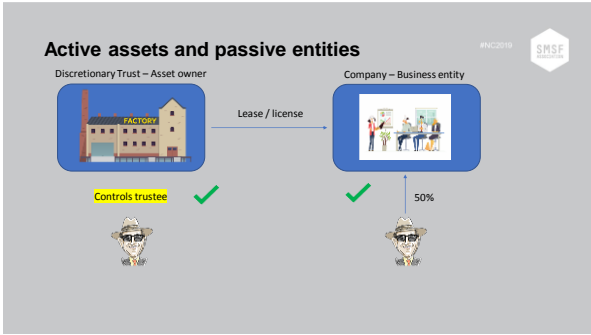 Active assets and passive entities
#NC2019
SMSF
ASSOCIATION
Discretionary Trust – Asset owner
Company – Business entity
FACTORY
Lease / license
Controls trustee
50%